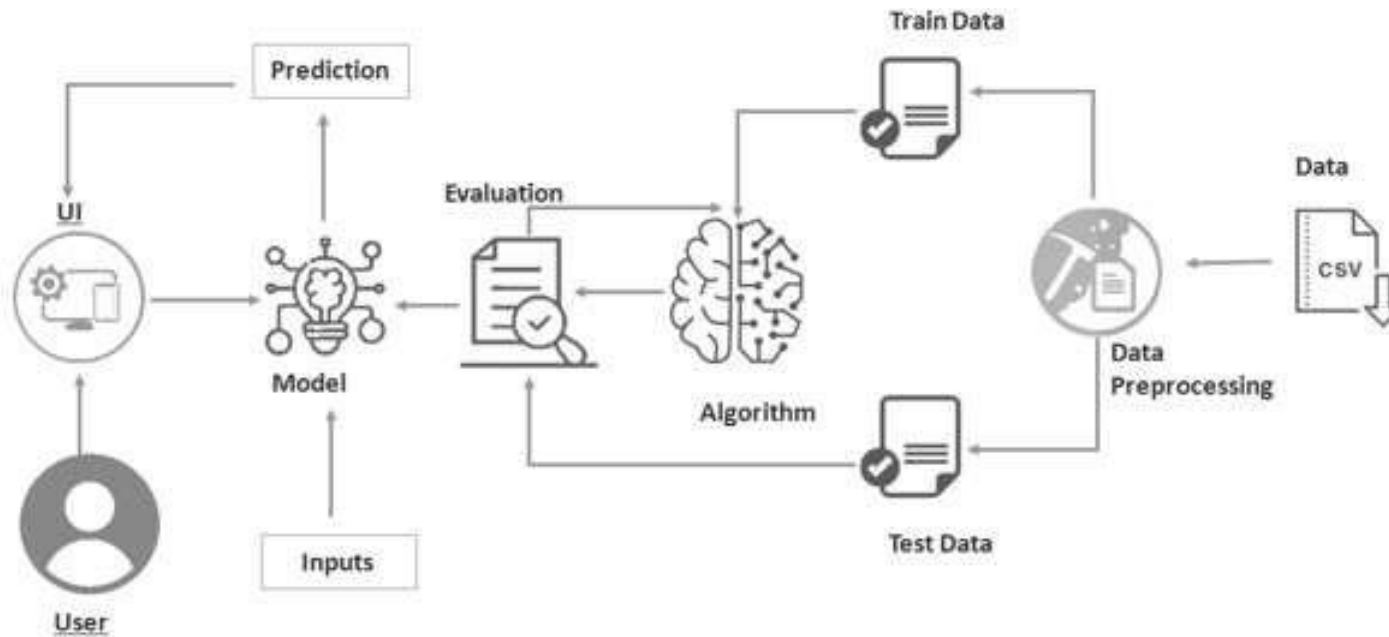 Train Data
Prediction
Data
Evaluation
UI
CSV
Data
Preprocessing
Model
Algorithm
Test Data
Inputs
User